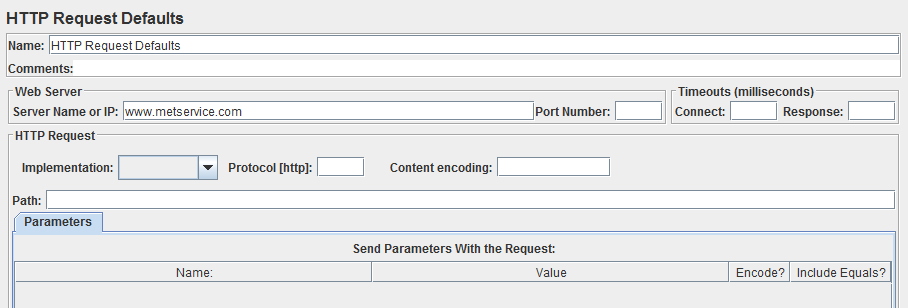 HTTP Request Defaults
Name: HTTP Request Defaults
Comments:
Web Server
Timeouts (milliseconds)
Server Name or IP: www.metservice.com Port Number:
Connect: Response:
HTTP Request
Implementation: Protocol [http]: Content encoding:
Path:
Parameters
Send Parameters With the Request:
Name: Value Encode? Include Equals?